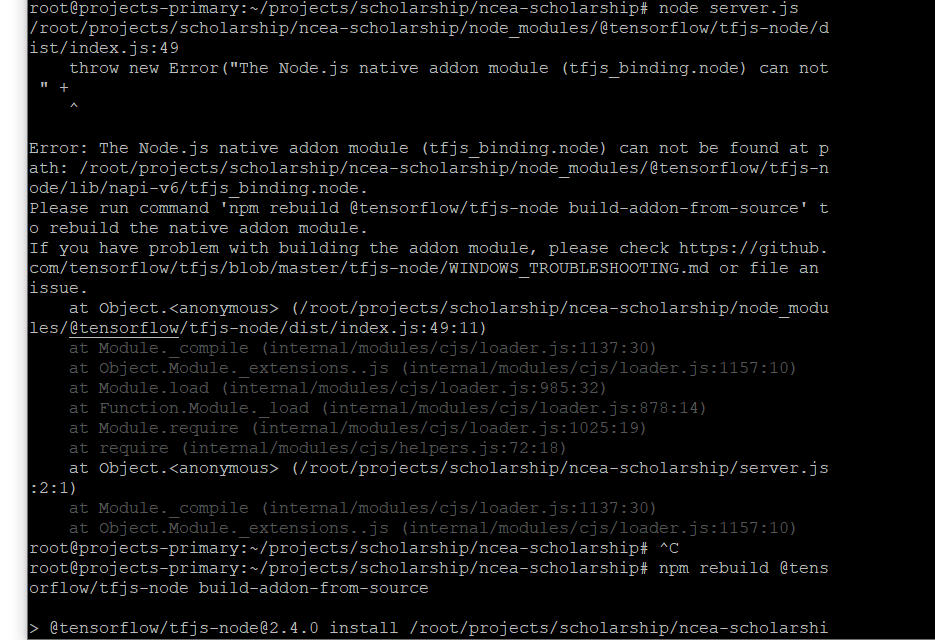 root@projects-primary:~/projects/scholarship/ncea-scholarship# node server.js
/root/projects/scholarship/ncea-scholarship/node_modules/@tensorflow/tfjs-node/d
ist/index.js:49
    throw new Error("The Node.js native addon module (tfjs_binding.node) can not
 " +
    ^

Error: The Node.js native addon module (tfjs_binding.node) can not be found at p
ath: /root/projects/scholarship/ncea-scholarship/node_modules/@tensorflow/tfjs-n
ode/lib/napi-v6/tfjs_binding.node.
Please run command 'npm rebuild @tensorflow/tfjs-node build-addon-from-source' t
o rebuild the native addon module.
If you have problem with building the addon module, please check https://github.
com/tensorflow/tfjs/blob/master/tfjs-node/WINDOWS_TROUBLESHOOTING.md or file an
issue.
    at Object.<anonymous> (/root/projects/scholarship/ncea-scholarship/node_modu
les/@tensorflow/tfjs-node/dist/index.js:49:11)
    at Module._compile (internal/modules/cjs/loader.js:1137:30)
    at Object.Module._extensions..js (internal/modules/cjs/loader.js:1157:10)
    at Module.load (internal/modules/cjs/loader.js:985:32)
    at Function.Module._load (internal/modules/cjs/loader.js:878:14)
    at Module.require (internal/modules/cjs/loader.js:1025:19)
    at require (internal/modules/cjs/helpers.js:72:18)
    at Object.<anonymous> (/root/projects/scholarship/ncea-scholarship/server.js
:2:1)
    at Module._compile (internal/modules/cjs/loader.js:1137:30)
    at Object.Module._extensions..js (internal/modules/cjs/loader.js:1157:10)
root@projects-primary:~/projects/scholarship/ncea-scholarship# ^C
root@projects-primary:~/projects/scholarship/ncea-scholarship# npm rebuild @tens
orflow/tfjs-node build-addon-from-source

> @tensorflow/tfjs-node@2.4.0 install /root/projects/scholarship/ncea-scholarshi